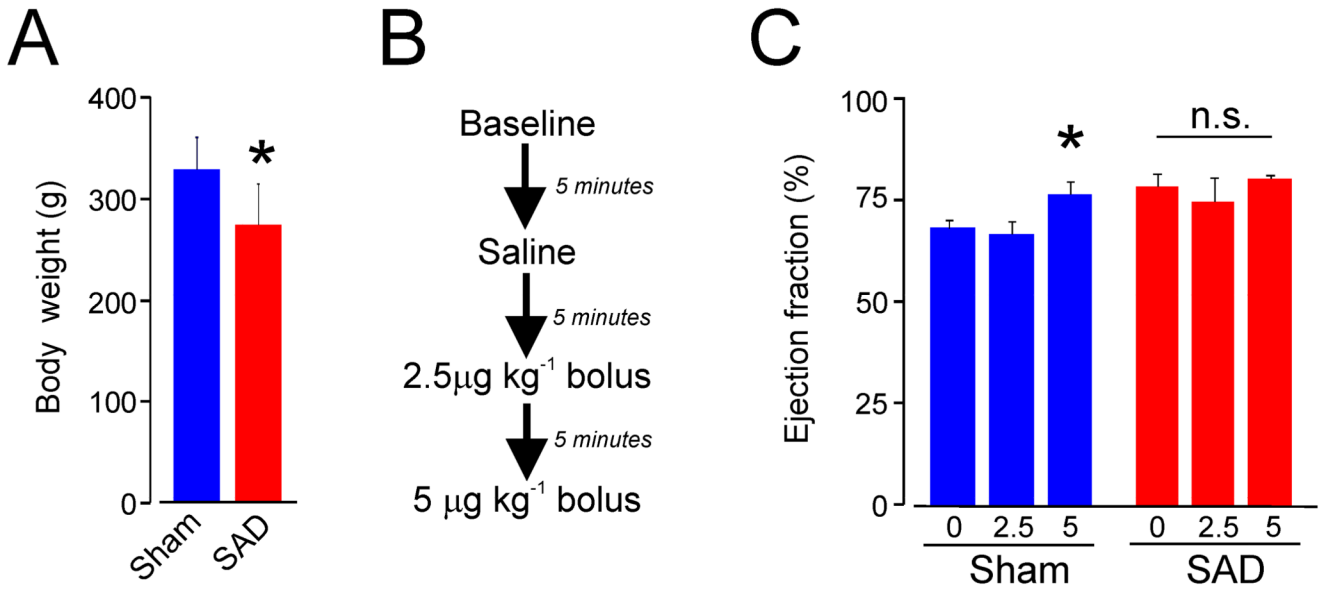 A
Body weight (g)
400
300
200
100
0
*
Sham
SAD
B
Baseline
5 minutes
Saline
5 minutes
2.5μg kg⁻¹ bolus
5 minutes
5 μg kg⁻¹ bolus
C
Ejection fraction (%)
100
75
50
25
0
*
n.s.
0 2.5 5 0 2.5 5
Sham SAD